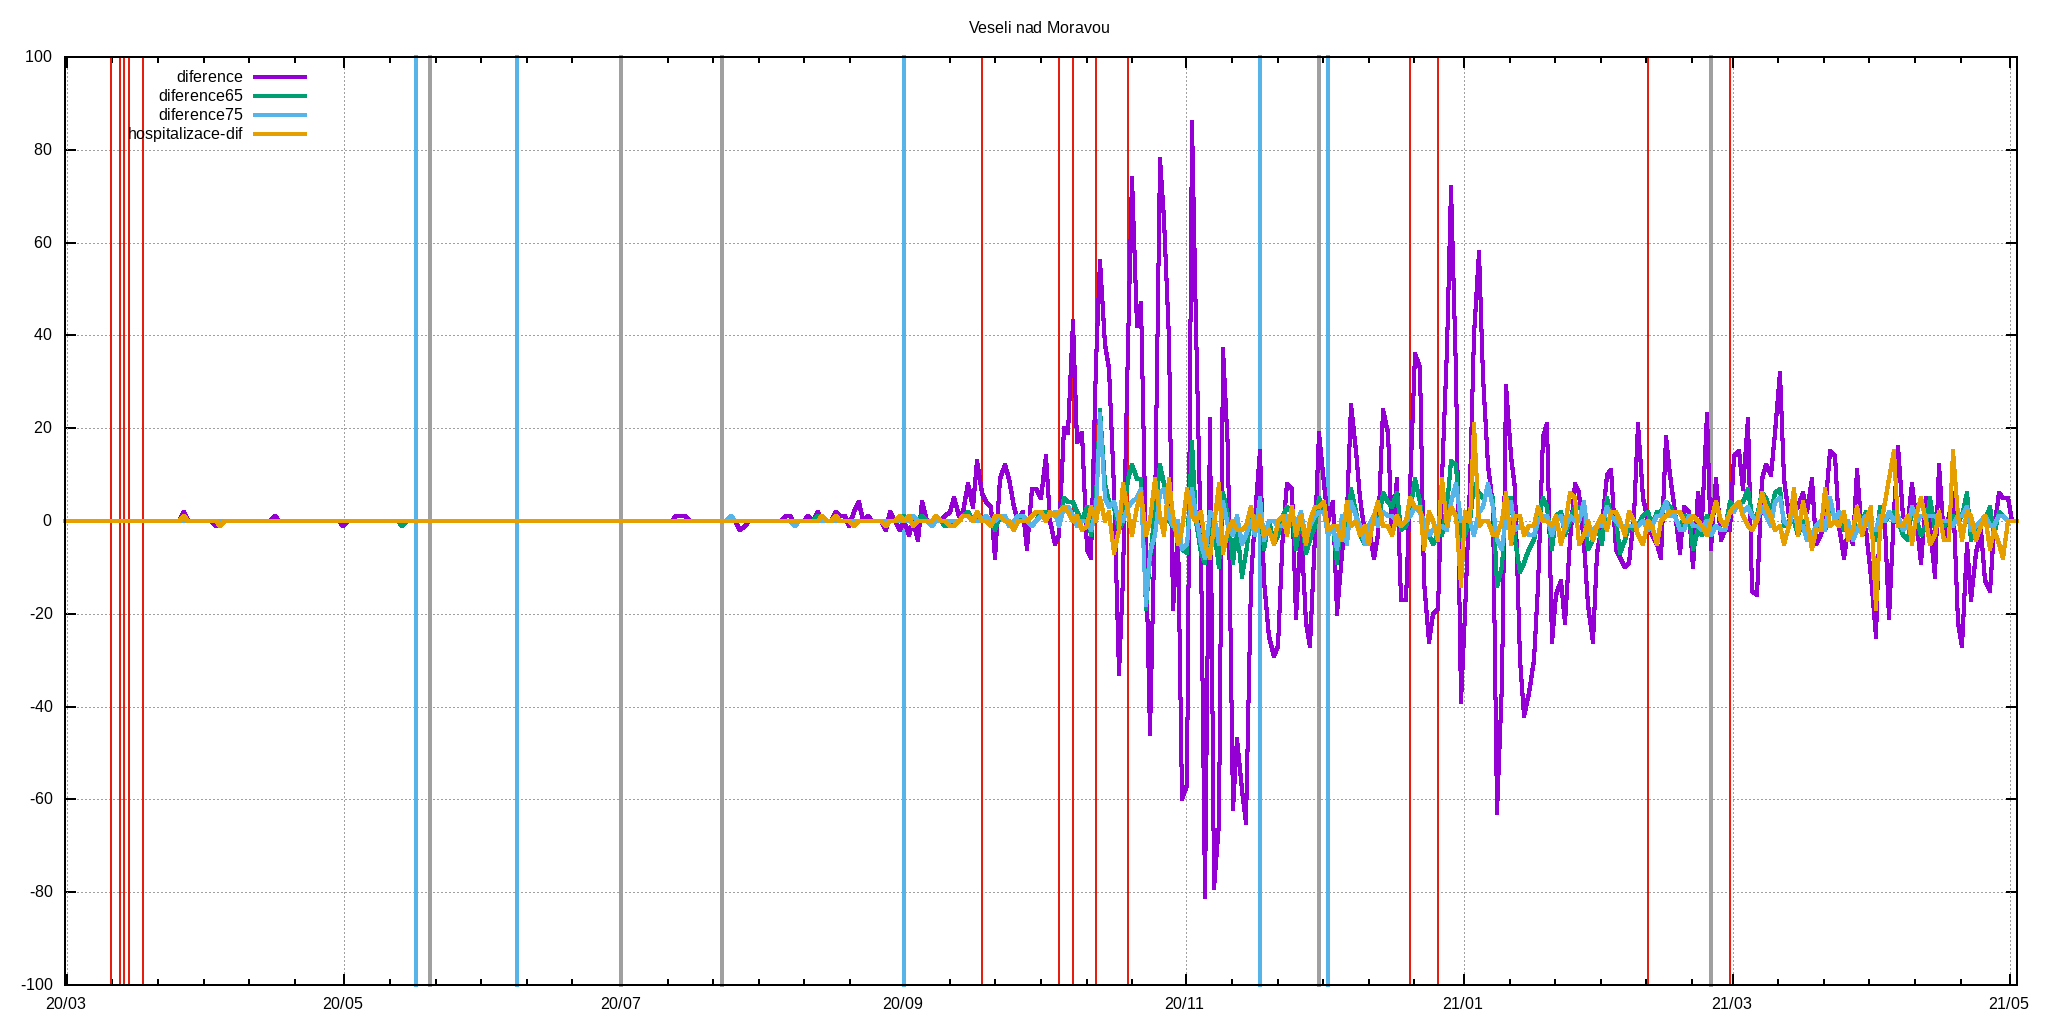 Veseli nad Moravou
100
80
60
40
20
0
-20
-40
-60
-80
-100
diference
diference65
diference75
hospitalizace-dif
20/03 20/05 20/07 20/09 20/11 21/01 21/03 21/05